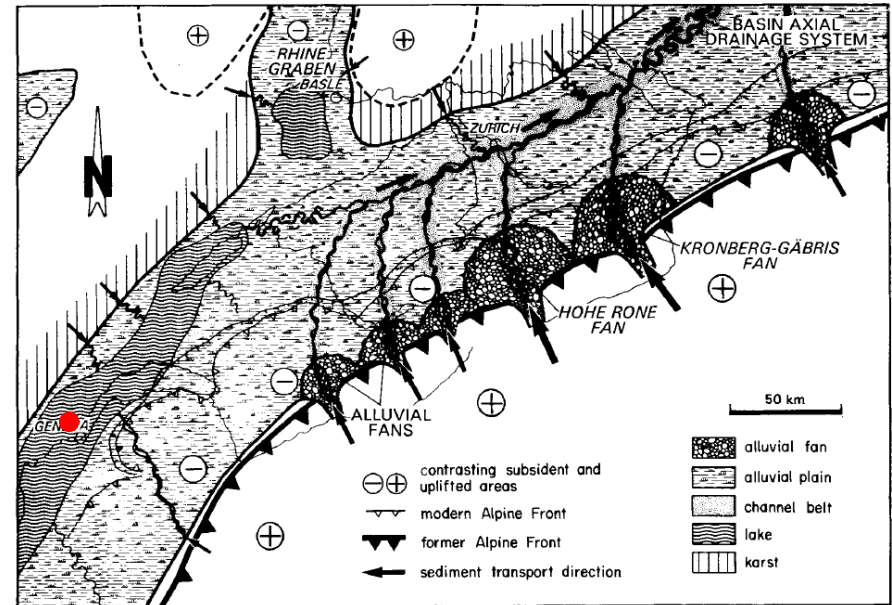 RHINE
GRABEN
BASLE
BASIN AXIAL
DRAINAGE SYSTEM
ZURICH
N
KRONBERG-GÄBRIS
FAN
HOHE RONE
FAN
ALLUVIAL
FANS
50 km
contrasting subsident and
uplifted areas
modern Alpine Front
former Alpine Front
sediment transport direction
alluvial fan
alluvial plain
channel belt
lake
karst